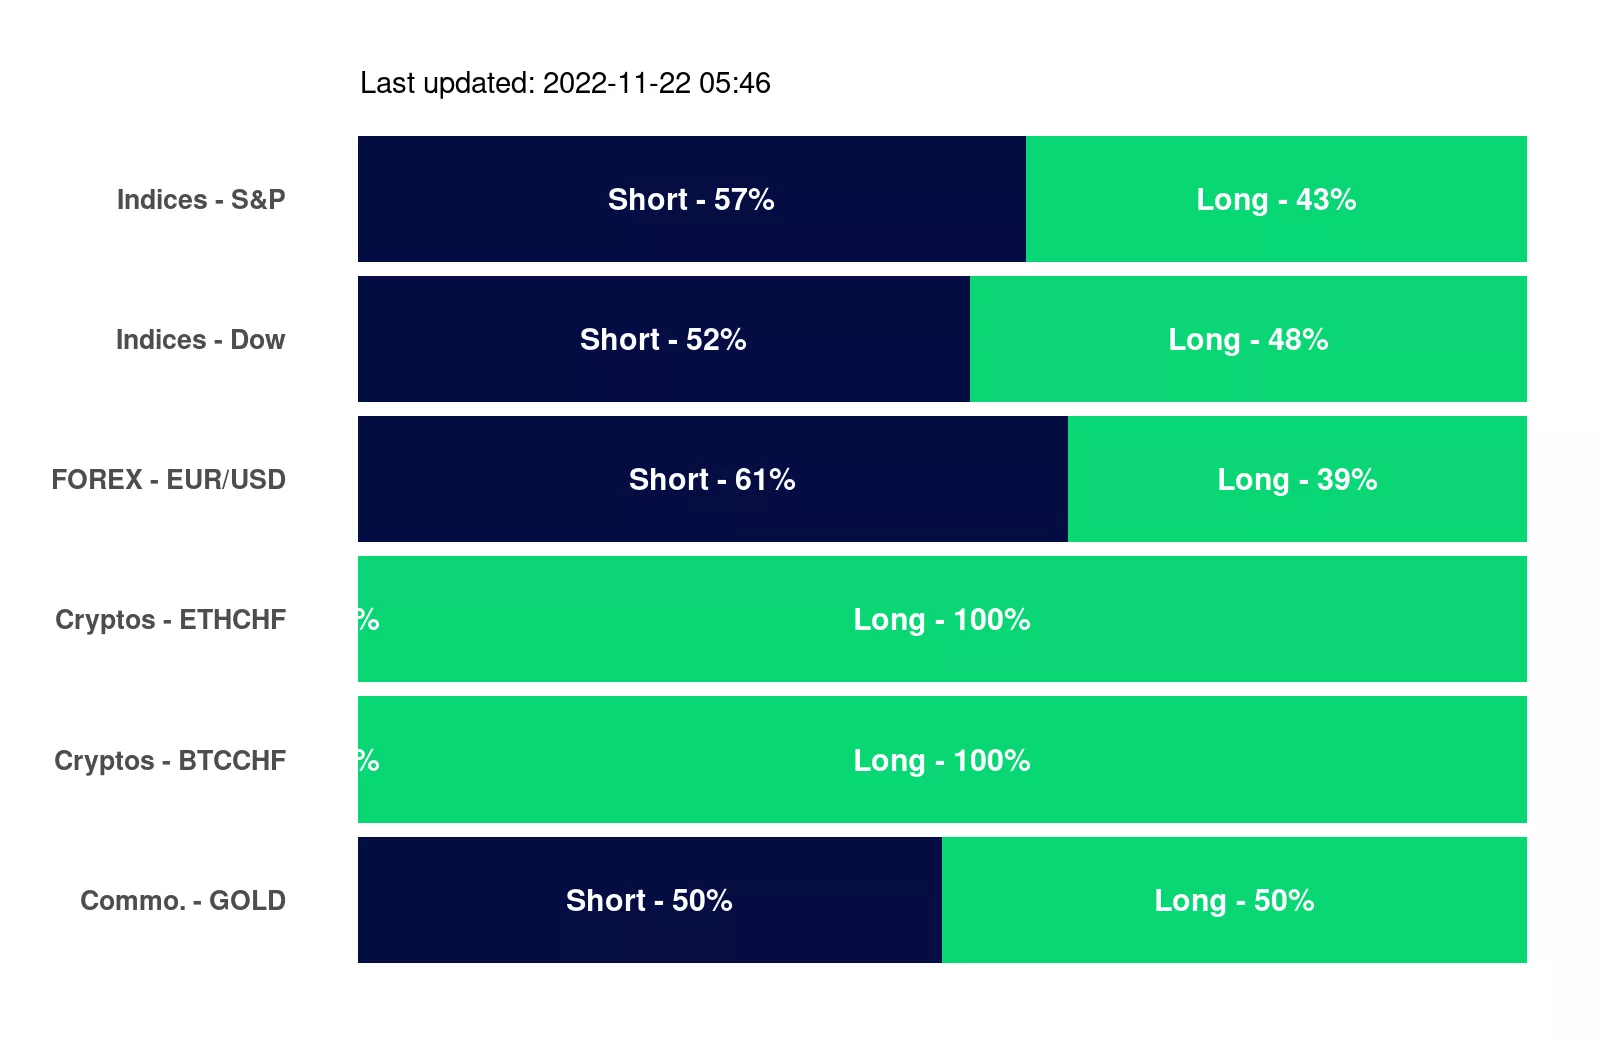 Last updated: 2022-11-22 05:46
Indices - S&P Short - 57% Long - 43%
Indices - Dow Short - 52% Long - 48%
FOREX - EUR/USD Short - 61% Long - 39%
Cryptos - ETHCHF % Long - 100%
Cryptos - BTCCHF % Long - 100%
Commo. - GOLD Short - 50% Long - 50%